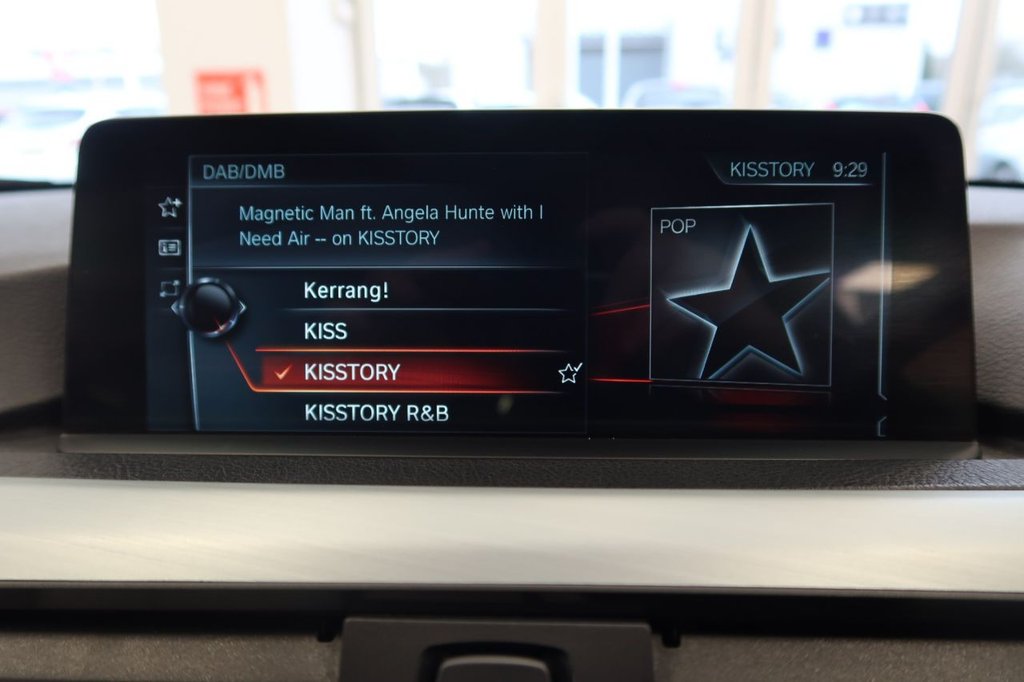 DAB/DMB
KISSTORY 9:29
Magnetic Man ft. Angela Hunte with I
Need Air -- on KISSTORY
POP
Kerrang!
KISS
KISSTORY
KISSTORY R&B